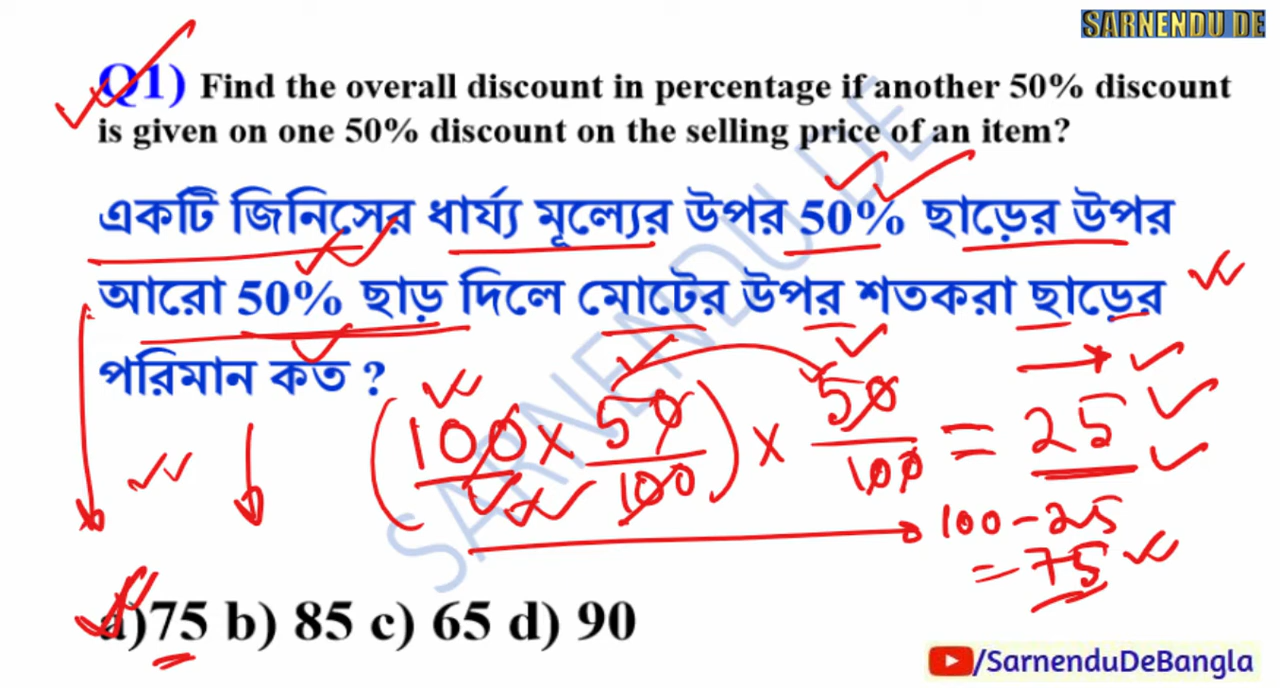 SARNENDU DE
Q1) Find the overall discount in percentage if another 50% discount
is given on one 50% discount on the selling price of an item?
একটি জিনিসের ধার্য্য মূল্যের উপর 50% ছাড়ের উপর
আরো 50% ছাড় দিলে মোটের উপর শতকরা ছাড়ের
পরিমান কত ?
(100 × 50/100) × 50/100 = 25
100 - 25
= 75
a) 75 b) 85 c) 65 d) 90
SARNENDU DE
/SarnenduDeBangla